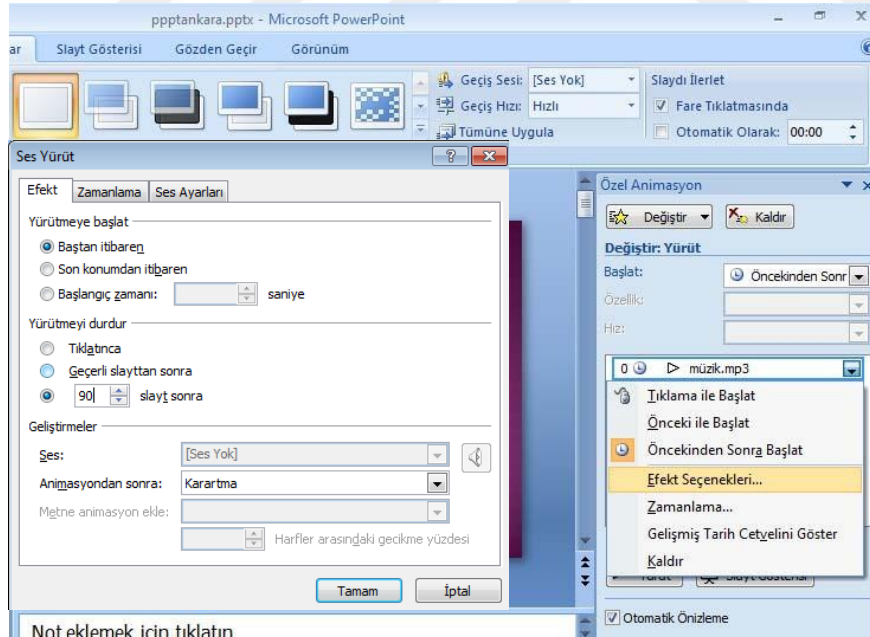 ppptankara.pptx - Microsoft PowerPoint
ar Slayt Gösterisi Gözden Geçir Görünüm
Geçiş Sesi: [Ses Yok]
Geçiş Hızı: Hızlı
Tümüne Uygula
Slaydı İlerlet
Fare Tıklatmasında
Otomatik Olarak: 00:00
Ses Yürüt
Efekt Zamanlama Ses Ayarları
Yürütmeye başlat
Baştan itibaren
Son konumdan itibaren
Başlangıç zamanı: saniye
Yürütmeyi durdur
Tıklatınca
Geçerli slayttan sonra
90 slayt sonra
Geliştirmeler
Ses: [Ses Yok]
Animasyondan sonra: Karartma
Metne animasyon ekle:
Harfler arasındaki gecikme yüzdesi
Tamam İptal
Not eklemek için tıklatın
Özel Animasyon
Değiştir Kaldır
Değiştir: Yürüt
Başlat: Öncekinden Sonr
Özellik:
Hız:
0 müzik.mp3
Tıklama ile Başlat
Önceki ile Başlat
Öncekinden Sonra Başlat
Efekt Seçenekleri...
Zamanlama...
Gelişmiş Tarih Cetvelini Göster
Kaldır
Otomatik Önizleme